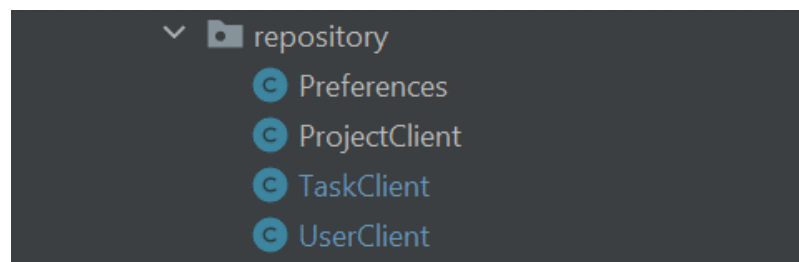 repository
C Preferences
C ProjectClient
C TaskClient
C UserClient